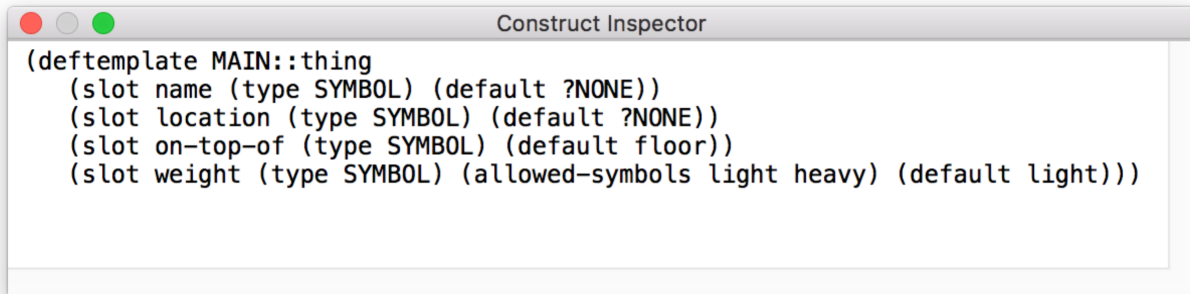 Construct Inspector
(deftemplate MAIN::thing
   (slot name (type SYMBOL) (default ?NONE))
   (slot location (type SYMBOL) (default ?NONE))
   (slot on-top-of (type SYMBOL) (default floor))
   (slot weight (type SYMBOL) (allowed-symbols light heavy) (default light)))